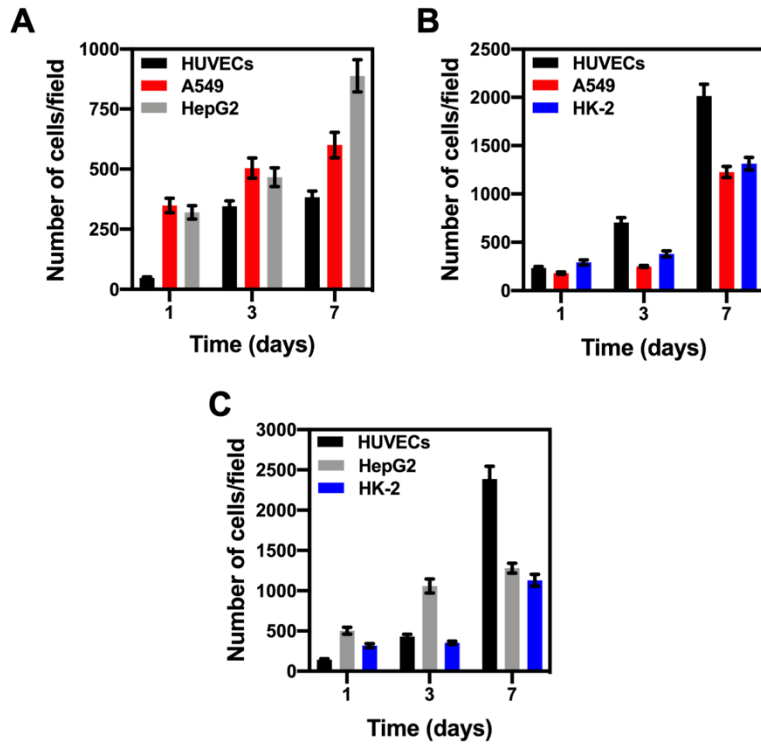 A
Number of cells/field
1000
750
500
250
0
HUVECs
A549
HepG2
1 3 7
Time (days)
B
Number of cells/field
2500
2000
1500
1000
500
0
HUVECs
A549
HK-2
1 3 7
Time (days)
C
Number of cells/field
3000
2500
2000
1500
1000
500
0
HUVECs
HepG2
HK-2
1 3 7
Time (days)